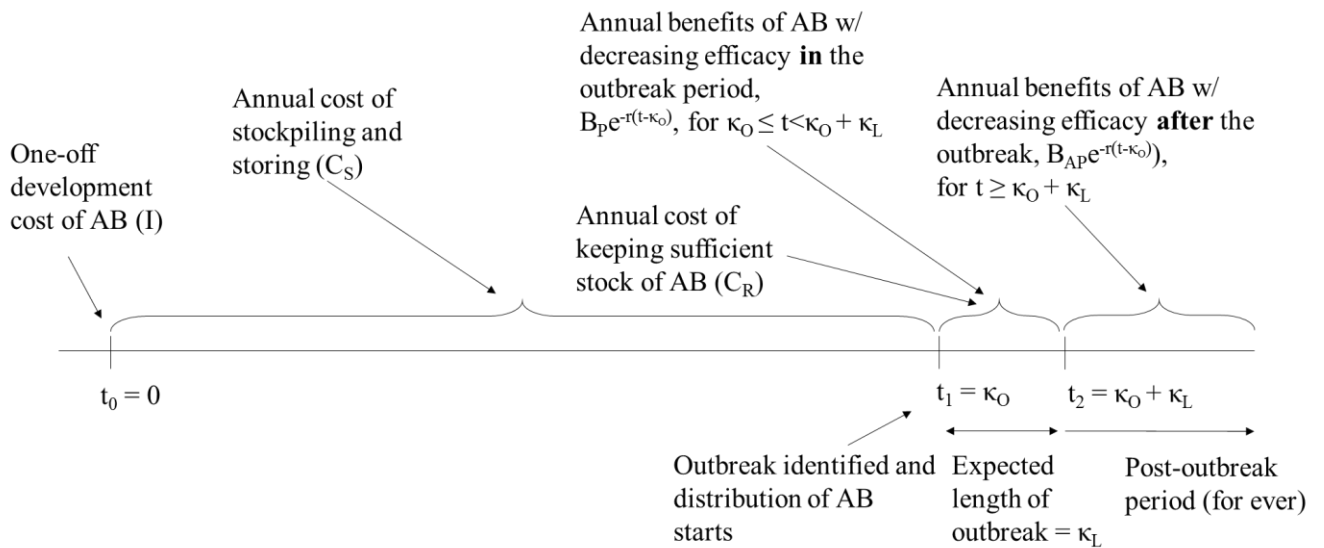 One-off
development
cost of AB (I)
Annual cost of
stockpiling and
storing (C_S)
Annual benefits of AB w/
decreasing efficacy in the
outbreak period,
B_Pe^-r(t-κ_O), for κ_O ≤ t<κ_O + κ_L
Annual cost of
keeping sufficient
stock of AB (C_R)
Annual benefits of AB w/
decreasing efficacy after the
outbreak, B_APe^-r(t-κ_O)),
for t ≥ κ_O + κ_L
t_0 = 0
t_1 = κ_O
t_2 = κ_O + κ_L
Outbreak identified and
distribution of AB
starts
Expected
length of
outbreak = κ_L
Post-outbreak
period (for ever)